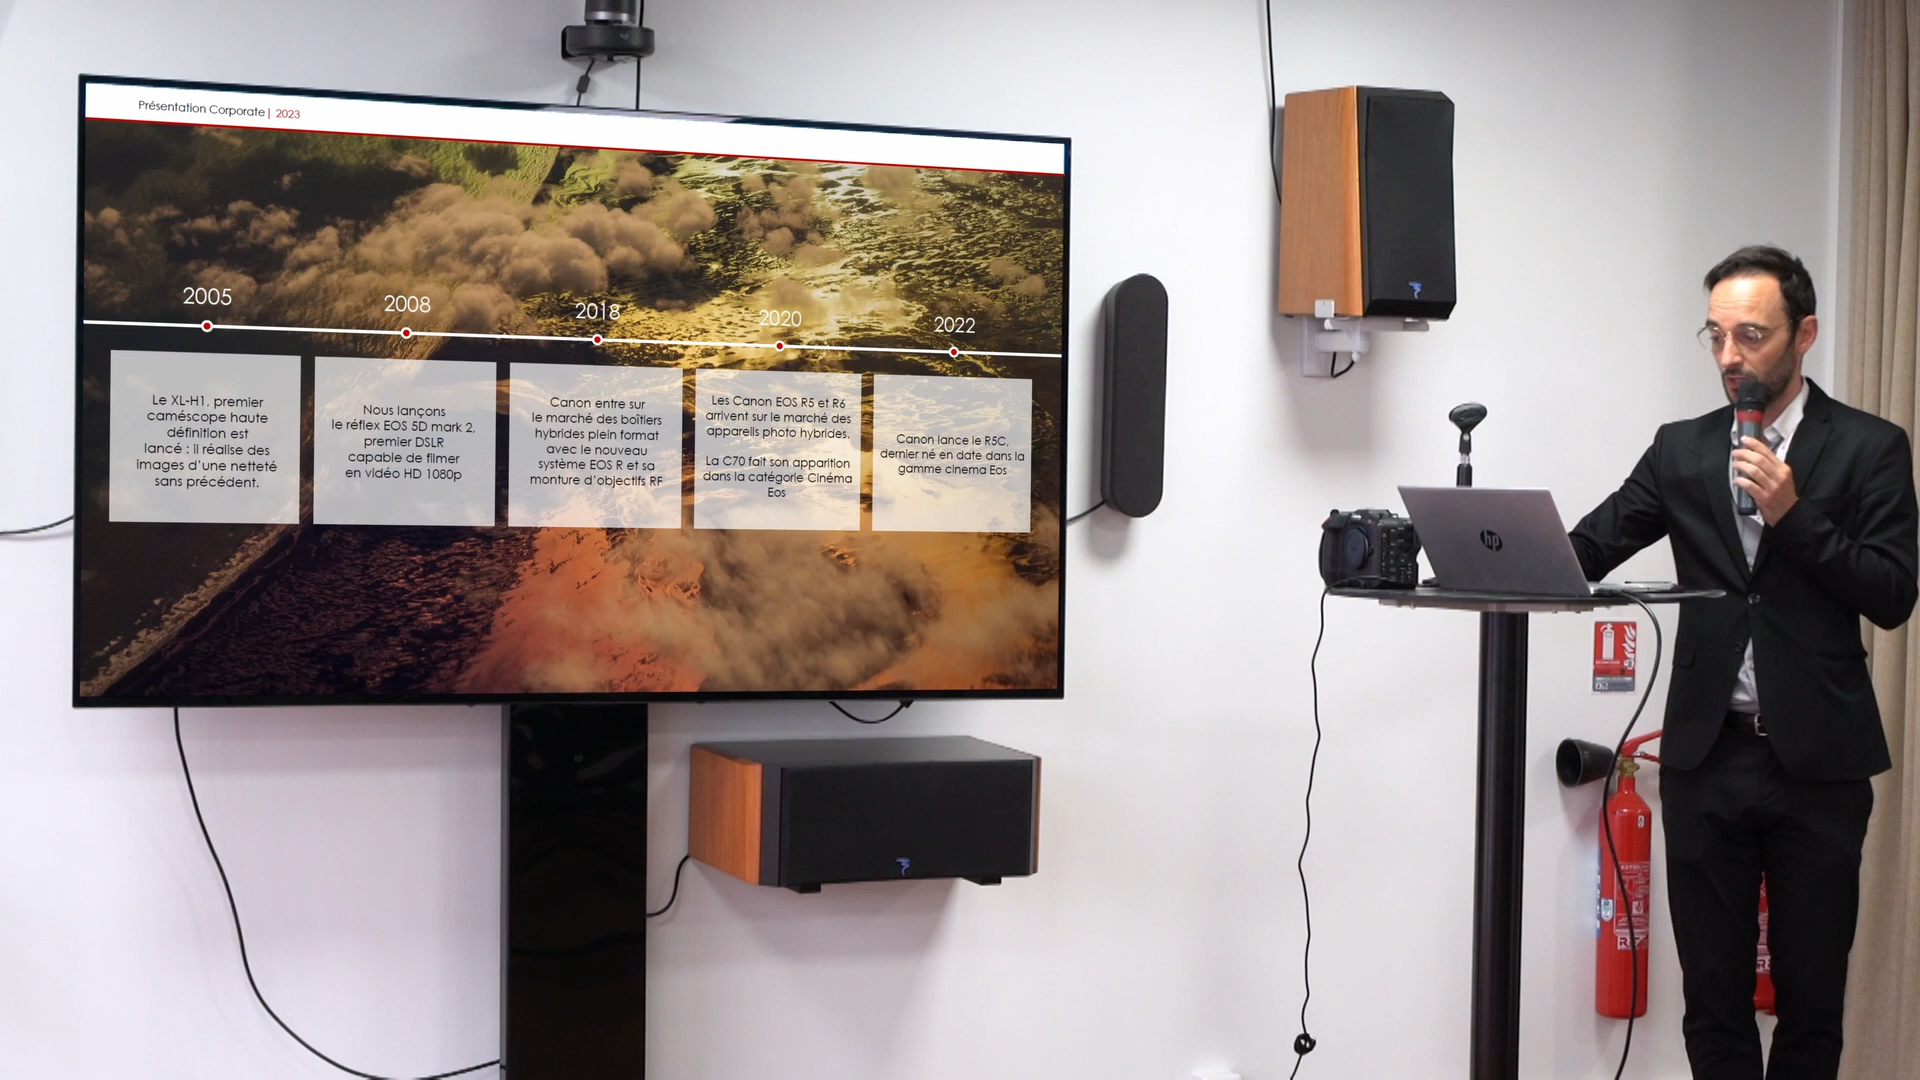 Présentation Corporate| 2023
2005
2008
2018
2020
2022
Le XL-H1, premier
caméscope haute
définition est
lancé : il réalise des
images d'une netteté
sans précédent.
Nous lançons
le réflex EOS 5D mark 2,
premier DSLR
capable de filmer
en vidéo HD 1080p
Canon entre sur
le marché des boîtiers
hybrides plein format
avec le nouveau
système EOS R et sa
monture d'objectifs RF
Les Canon EOS R5 et R6
arrivent sur le marché des
appareils photo hybrides.
La C70 fait son apparition
dans la catégorie Cinéma
Eos
Canon lance le R5C,
dernier né en date dans la
gamme cinema Eos
hp